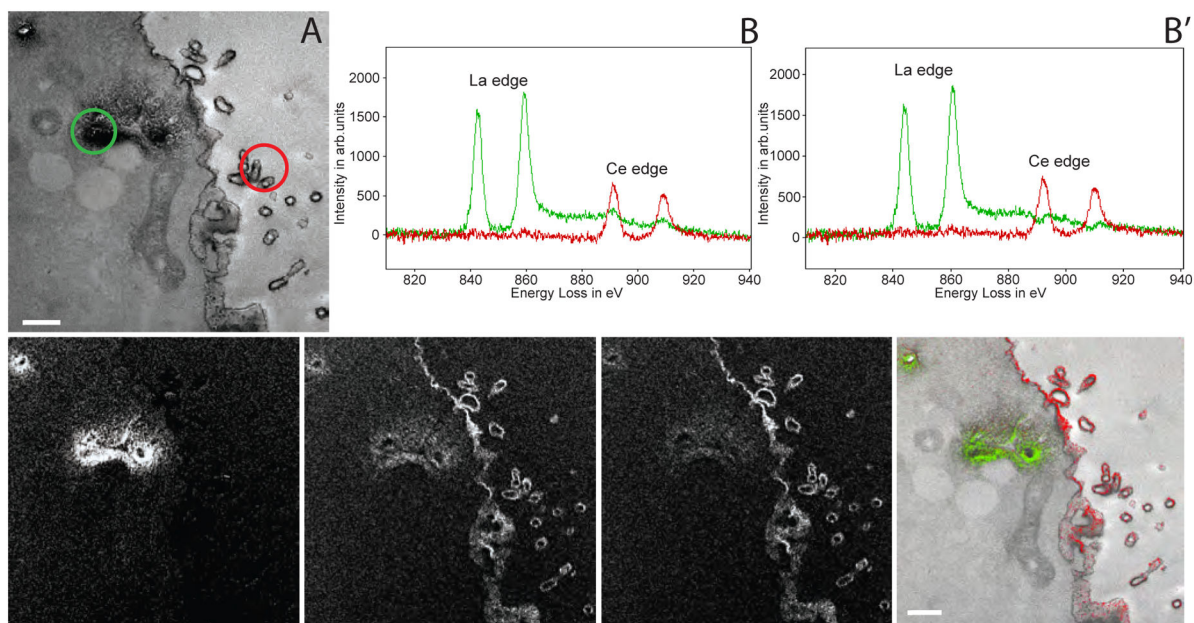 A
B
La edge
Ce edge
Intensity in arb.units
2000
1500
1000
500
0
820
840
860
880
900
920
940
Energy Loss in eV
B′
La edge
Ce edge
Intensity in arb.units
2000
1500
1000
500
0
820
840
860
880
900
920
940
Energy Loss in eV